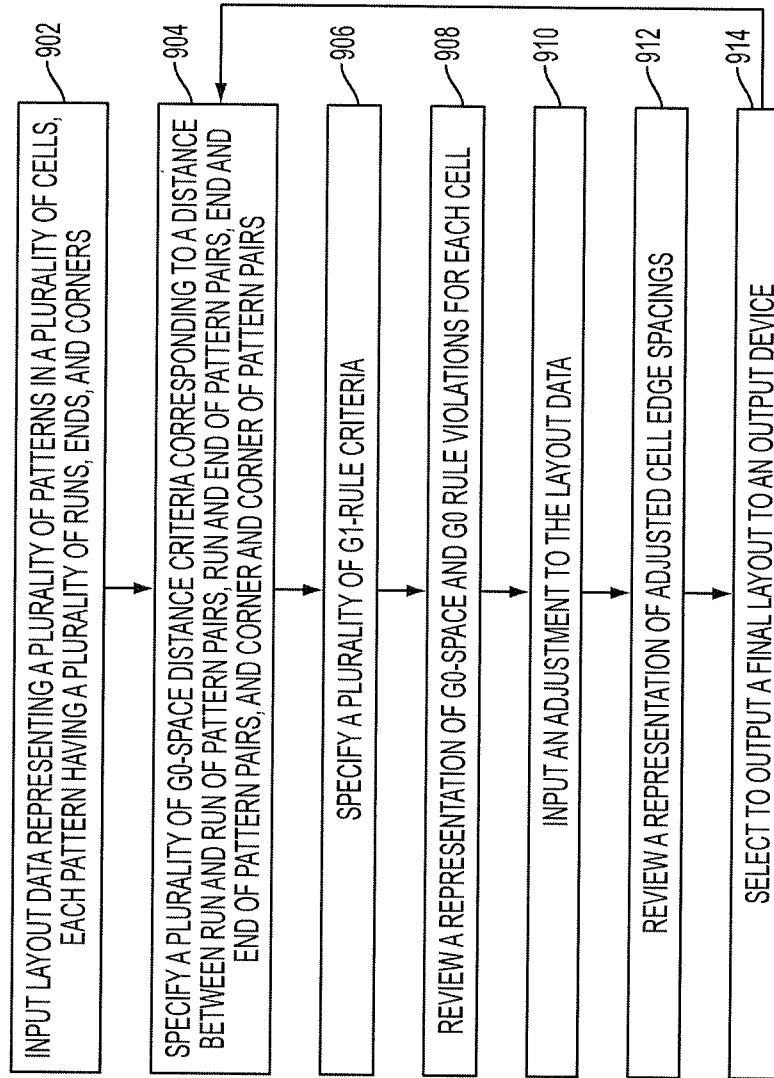 902
INPUT LAYOUT DATA REPRESENTING A PLURALITY OF PATTERNS IN A PLURALITY OF CELLS,
EACH PATTERN HAVING A PLURALITY OF RUNS, ENDS, AND CORNERS
904
SPECIFY A PLURALITY OF G0-SPACE DISTANCE CRITERIA CORRESPONDING TO A DISTANCE
BETWEEN RUN AND RUN OF PATTERN PAIRS, RUN AND END OF PATTERN PAIRS, END AND
END OF PATTERN PAIRS, AND CORNER AND CORNER OF PATTERN PAIRS
906
SPECIFY A PLURALITY OF G1-RULE CRITERIA
908
REVIEW A REPRESENTATION OF G0-SPACE AND G0 RULE VIOLATIONS FOR EACH CELL
910
INPUT AN ADJUSTMENT TO THE LAYOUT DATA
912
REVIEW A REPRESENTATION OF ADJUSTED CELL EDGE SPACINGS
914
SELECT TO OUTPUT A FINAL LAYOUT TO AN OUTPUT DEVICE